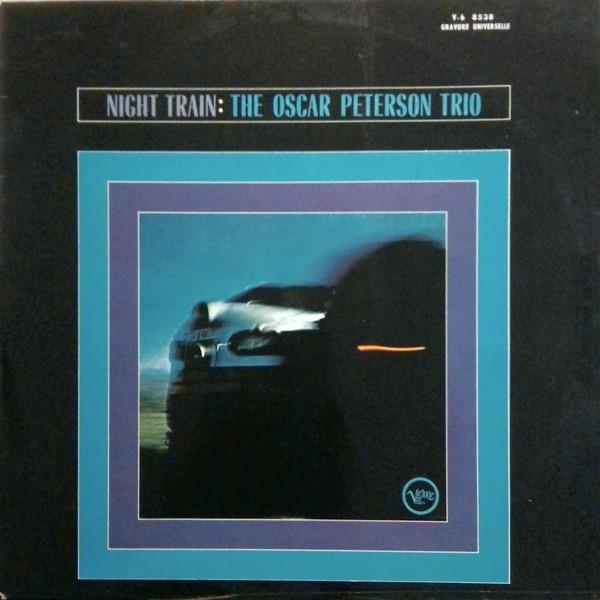 V-6 8538
GRAVURE UNIVERSELLE
NIGHT TRAIN: THE OSCAR PETERSON TRIO
Verve